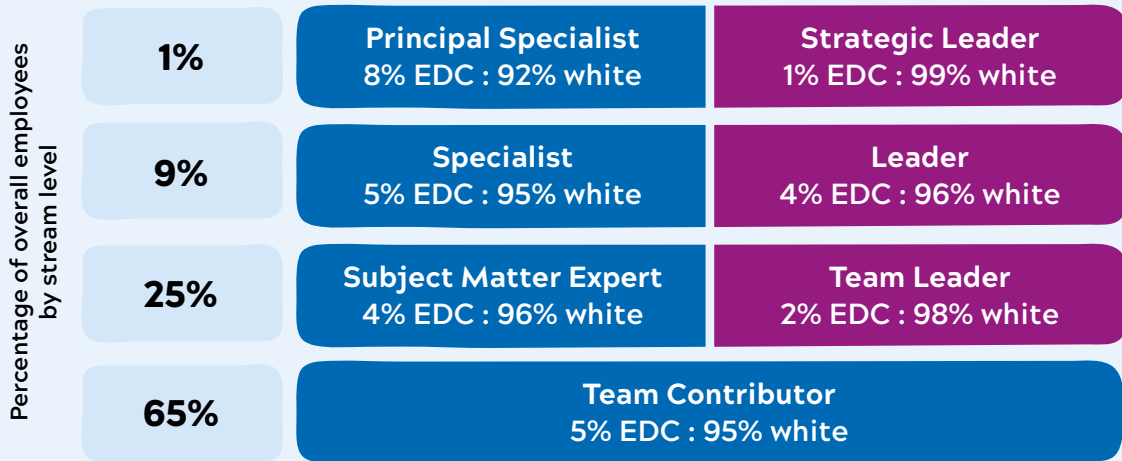 Percentage of overall employees
by stream level
1%
Principal Specialist
8% EDC : 92% white
Strategic Leader
1% EDC : 99% white
9%
Specialist
5% EDC : 95% white
Leader
4% EDC : 96% white
25%
Subject Matter Expert
4% EDC : 96% white
Team Leader
2% EDC : 98% white
65%
Team Contributor
5% EDC : 95% white